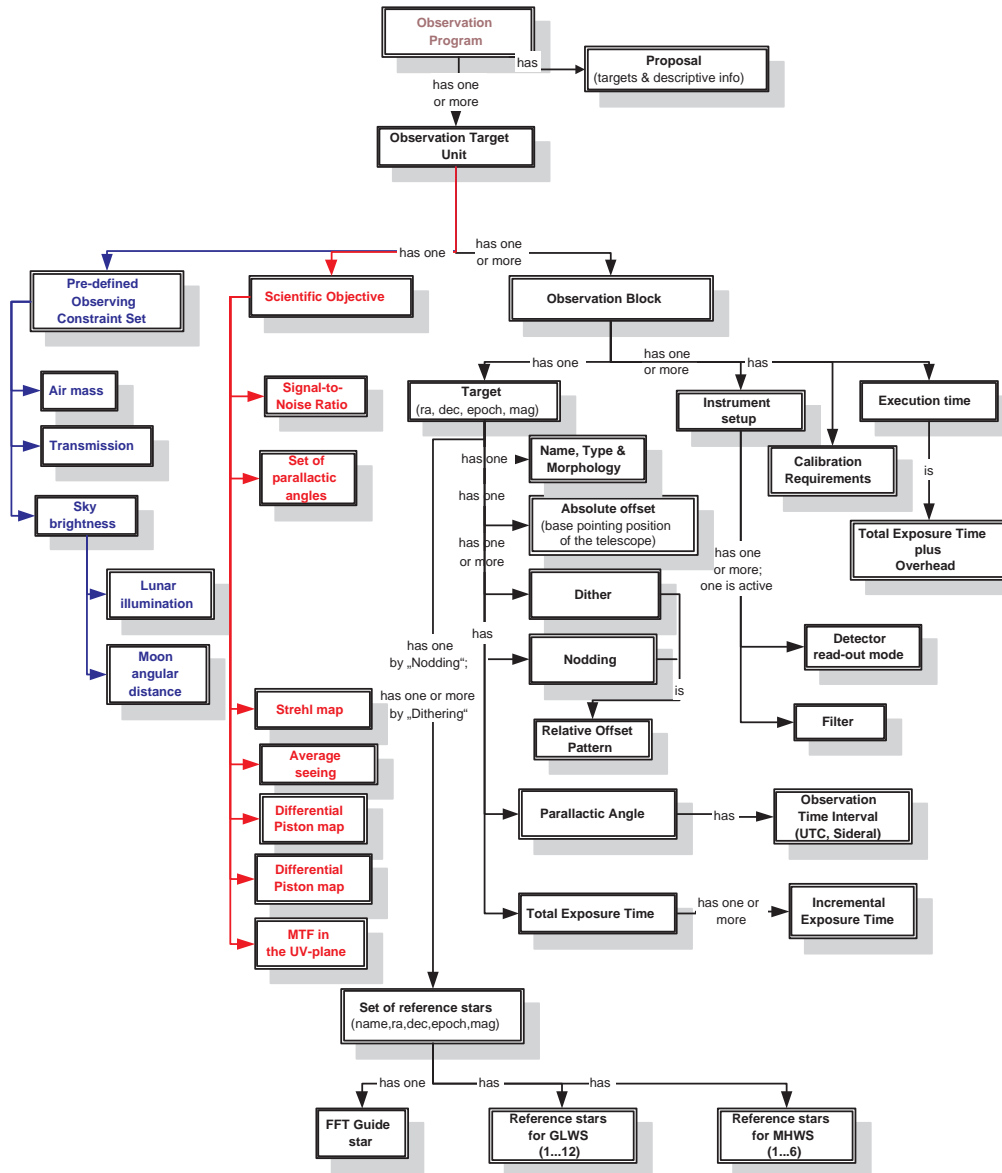 Observation
Program
has
Proposal
(targets & descriptive info)
has one
or more
Observation Target
Unit
has one
has one
or more
Pre-defined
Observing
Constraint Set
Scientific Objective
Observation Block
has one
has one
or more
has
Air mass
Transmission
Sky
brightness
Lunar
illumination
Moon
angular
distance
Signal-to-
Noise Ratio
Set of
parallactic
angles
Strehl map
Average
seeing
Differential
Piston map
Differential
Piston map
MTF in
the UV-plane
Target
(ra, dec, epoch, mag)
Instrument
setup
Execution time
Calibration
Requirements
is
Total Exposure Time
plus
Overhead
has one
Name, Type &
Morphology
has one
Absolute offset
(base pointing position
of the telescope)
has one
or more
Dither
has
Nodding
is
Relative Offset
Pattern
has one
or more;
one is active
Detector
read-out mode
Filter
has one
by „Nodding“;
has one or more
by „Dithering“
Parallactic Angle
has
Observation
Time Interval
(UTC, Sideral)
Total Exposure Time
has one or
more
Incremental
Exposure Time
Set of reference stars
(name,ra,dec,epoch,mag)
has one
has
has
FFT Guide
star
Reference stars
for GLWS
(1...12)
Reference stars
for MHWS
(1...6)